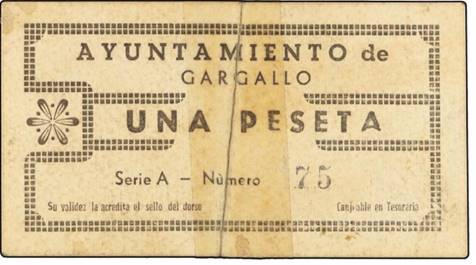 AYUNTAMIENTO de
GARGALLO
UNA PESETA
Serie A - Número 75
Su validez la acredita el sello del dorso Canjeable en Tesorería